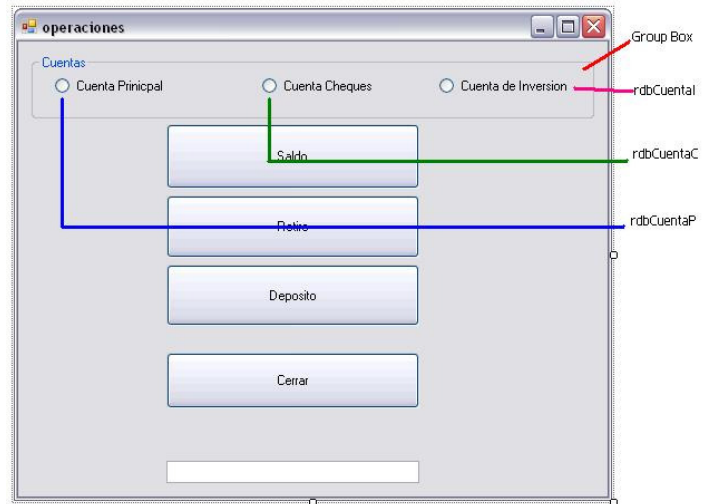 operaciones
Group Box
Cuentas
Cuenta Prinicpal
Cuenta Cheques
Cuenta de Inversion
rdbCuentaI
Saldo
rdbCuentaC
Retiro
rdbCuentaP
Deposito
Cerrar